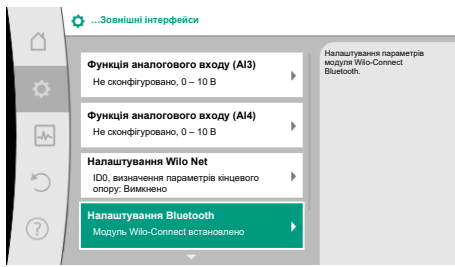 ...Зовнішні інтерфейси
Функція аналогового входу (AI3)
Не сконфігуровано, 0 – 10 В
Функція аналогового входу (AI4)
Не сконфігуровано, 0 – 10 В
Налаштування Wilo Net
ID0, визначення параметрів кінцевого
опору: Вимкнено
Налаштування Bluetooth
Модуль Wilo-Connect встановлено
Налаштування параметрів
модуля Wilo-Connect
Bluetooth.